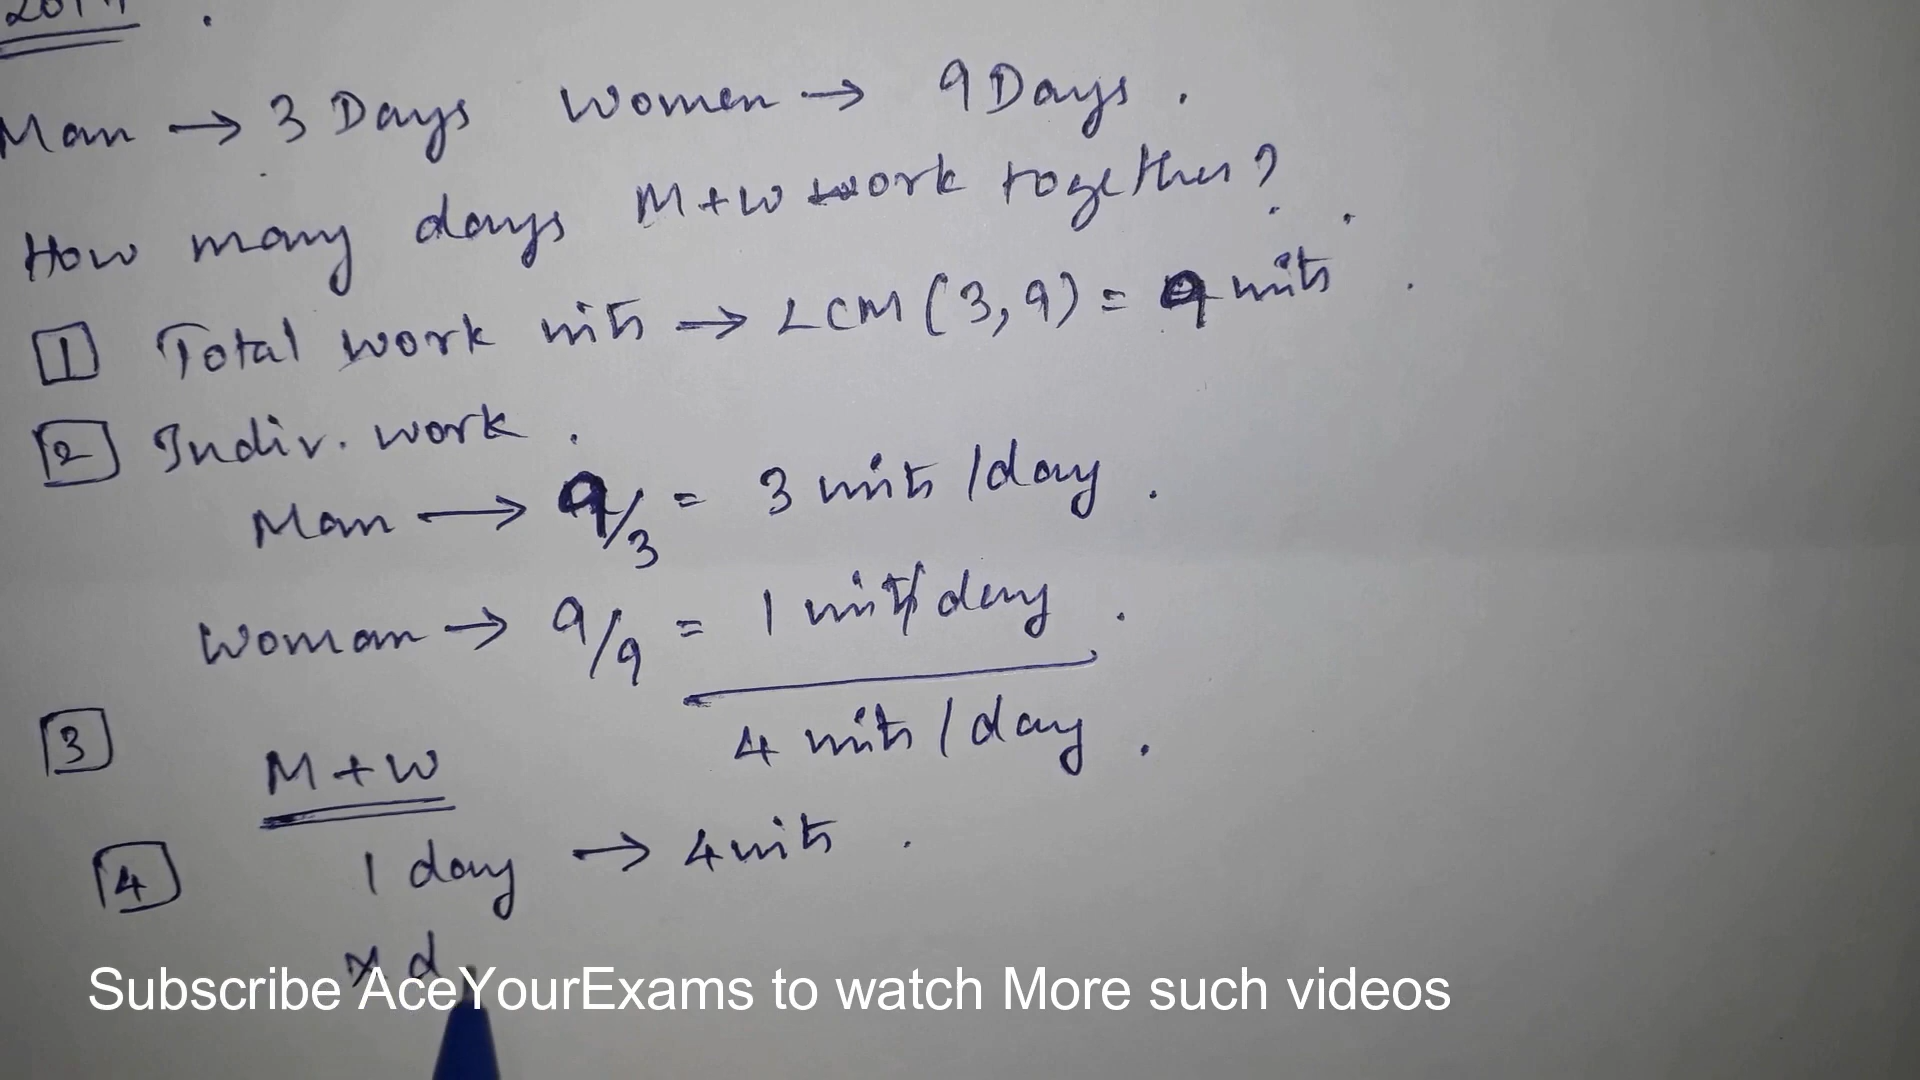 Man → 3 Days Women → 9 Days.
How many days M+W work together?
1 Total work units → LCM (3,9) = 9 units.
2 Indiv. work.
Man → 9/3 = 3 units /day.
Woman → 9/9 = 1 unit/day.
4 units / day.
3 M+W
4 1 day → 4 units.
x d
Subscribe AceYourExams to watch More such videos